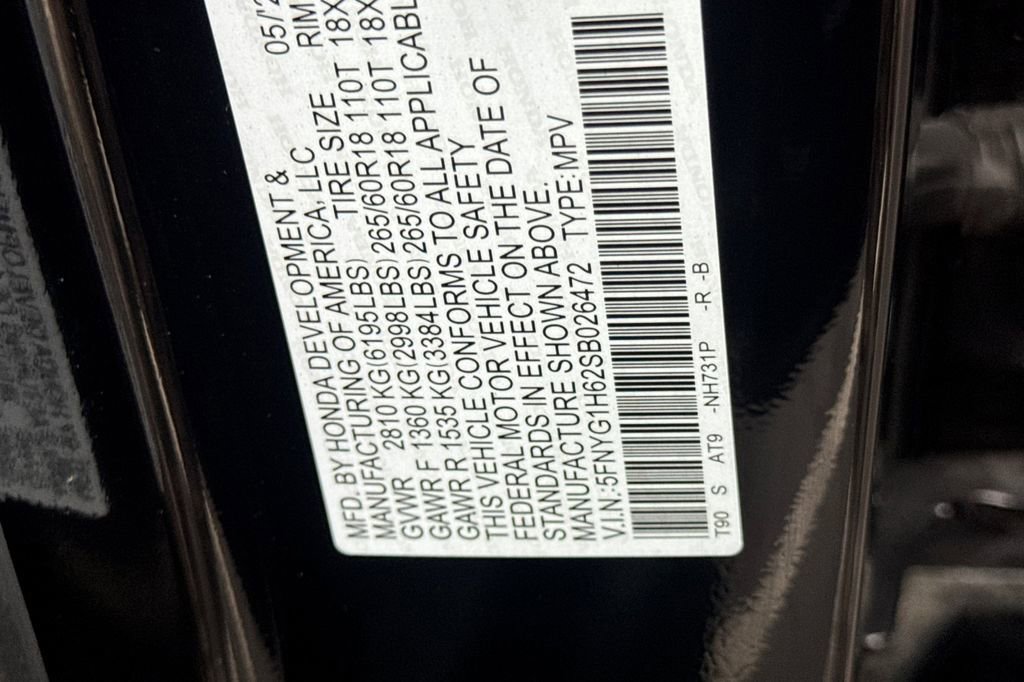 MFD. BY HONDA DEVELOPMENT &
MANUFACTURING OF AMERICA, LLC 05/2
GVWR 2810 KG(6195LBS) TIRE SIZE RIM
GAWR F 1360 KG(2998LBS) 265/60R18 110T 18X
GAWR R 1535 KG(3384LBS) 265/60R18 110T 18X
THIS VEHICLE CONFORMS TO ALL APPLICABL
FEDERAL MOTOR VEHICLE SAFETY
STANDARDS IN EFFECT ON THE DATE OF
MANUFACTURE SHOWN ABOVE.
V.I.N.:5FNYG1H62SB026472 TYPE:MPV
T90 S AT9 -NH731P -R -B